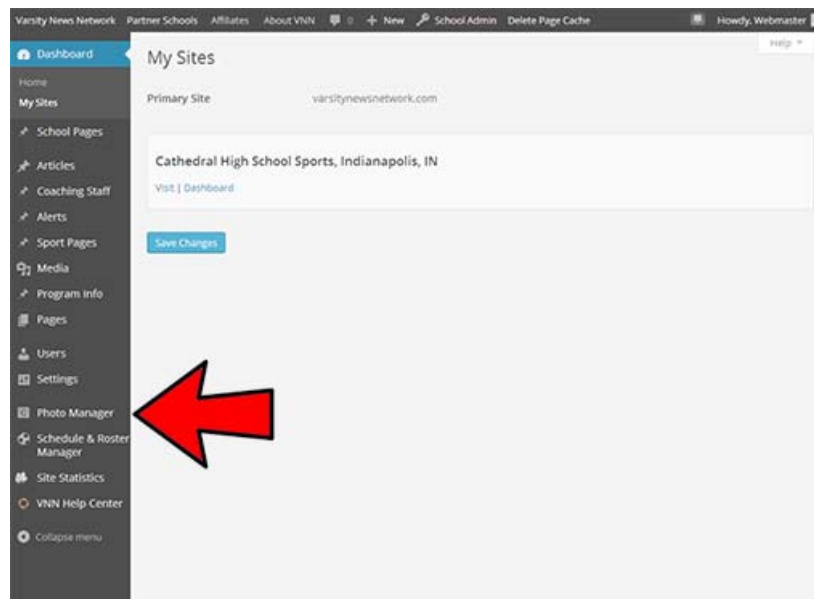 Varsity News Network Partner Schools Affiliates About VNN 0 + New School Admin Delete Page Cache Howdy, Webmaster
Help
Dashboard
Home
My Sites
School Pages
Articles
Coaching Staff
Alerts
Sport Pages
Media
Program Info
Pages
Users
Settings
Photo Manager
Schedule & Roster
Manager
Site Statistics
VNN Help Center
Collapse menu
My Sites
Primary Site varsitynewsnetwork.com
Cathedral High School Sports, Indianapolis, IN
Visit | Dashboard
Save Changes